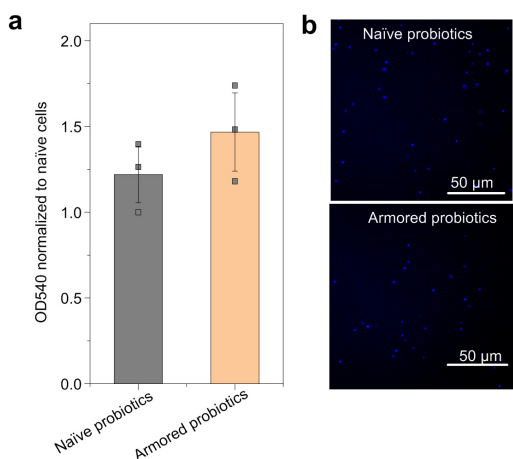 a
2.0
1.5
1.0
0.5
0.0
OD540 normalized to naïve cells
Naïve probiotics
Armored probiotics
b
Naïve probiotics
50 µm
Armored probiotics
50 µm